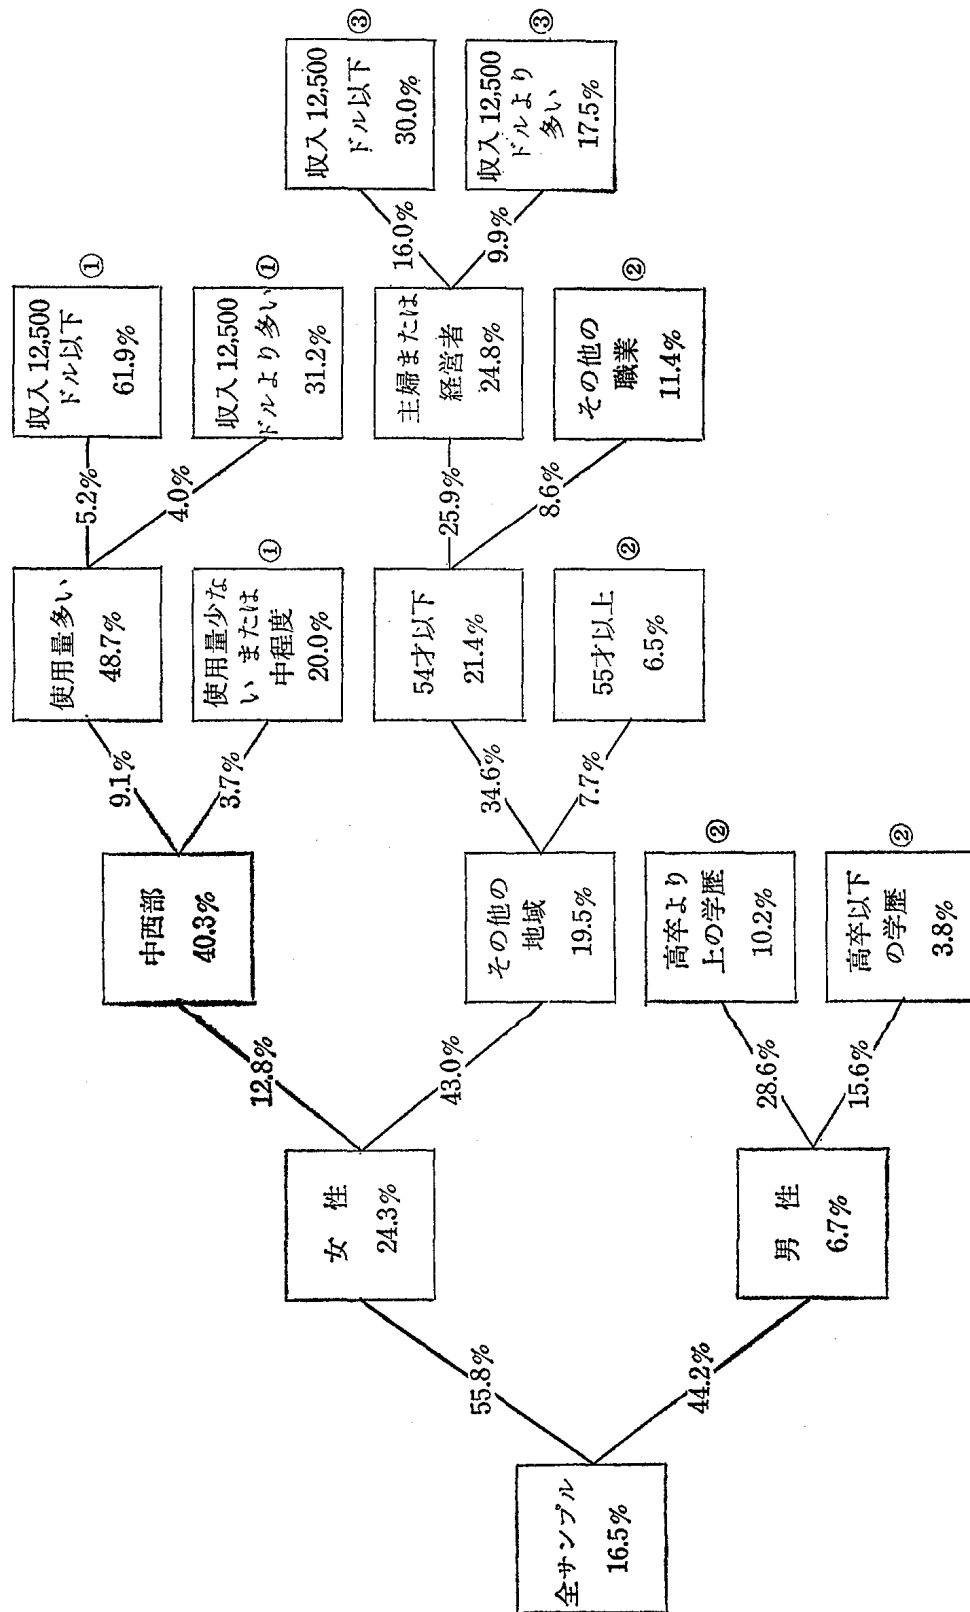 全サンプル
16.5%
55.8%
44.2%
女 性
24.3%
男 性
6.7%
12.8%
43.0%
28.6%
15.6%
中西部
40.3%
その他の
地域
19.5%
高卒より
上の学歴
10.2%
②
高卒以下
の学歴
3.8%
②
9.1%
3.7%
34.6%
7.7%
使用量多い
48.7%
使用量少な
いまたは
中程度
20.0%
①
54才以下
21.4%
55才以上
6.5%
②
5.2%
4.0%
25.9%
8.6%
収入12,500
ドル以下
61.9%
①
収入12,500
ドルより多い
31.2%
①
主婦または
経営者
24.8%
その他の
職業
11.4%
②
16.0%
9.9%
収入12,500
ドル以下
30.0%
③
収入12,500
ドルより
多い
17.5%
③